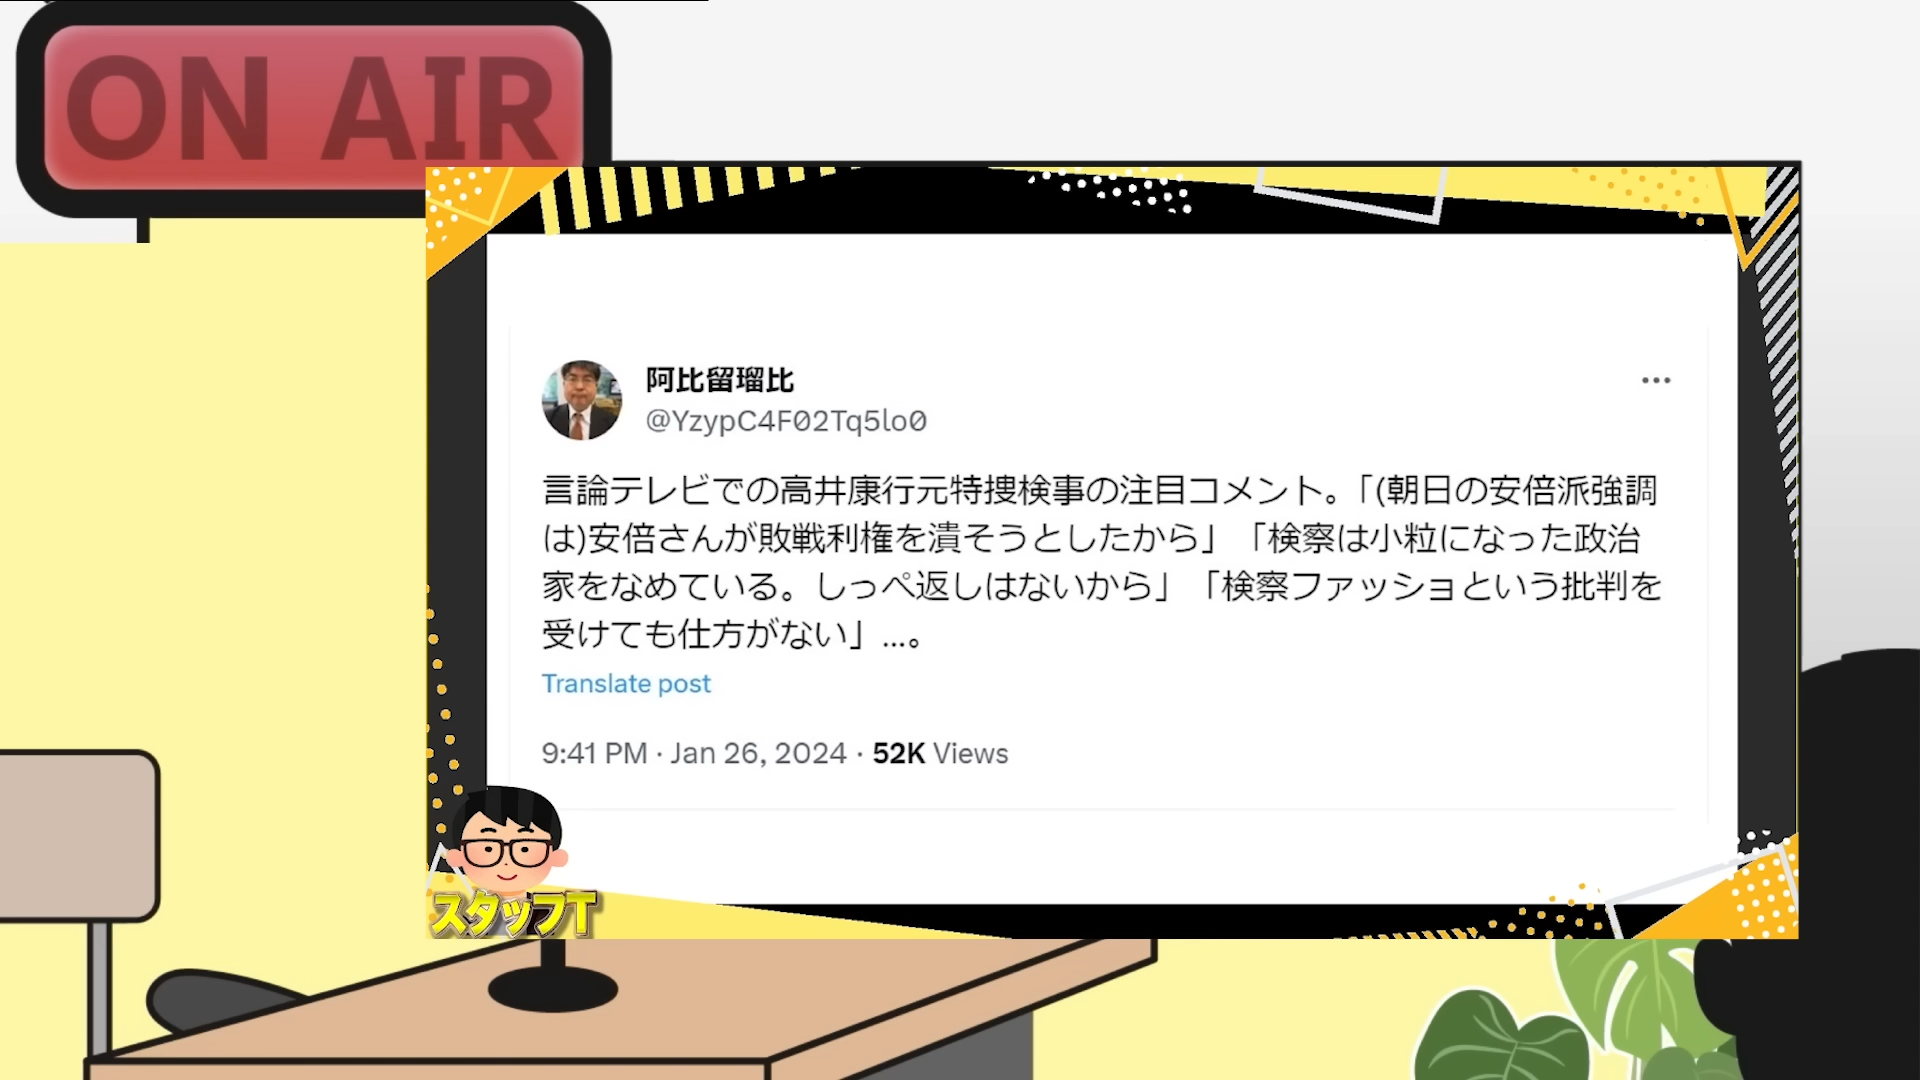 ON AIR
阿比留瑠比
@YzypC4F02Tq5lo0
言論テレビでの高井康行元特捜検事の注目コメント。「(朝日の安倍派強調
は)安倍さんが敗戦利権を潰そうとしたから」「検察は小粒になった政治
家をなめている。しっぺ返しはないから」「検察ファッショという批判を
受けても仕方がない」...。
Translate post
9:41 PM · Jan 26, 2024 · 52K Views
スタッフT